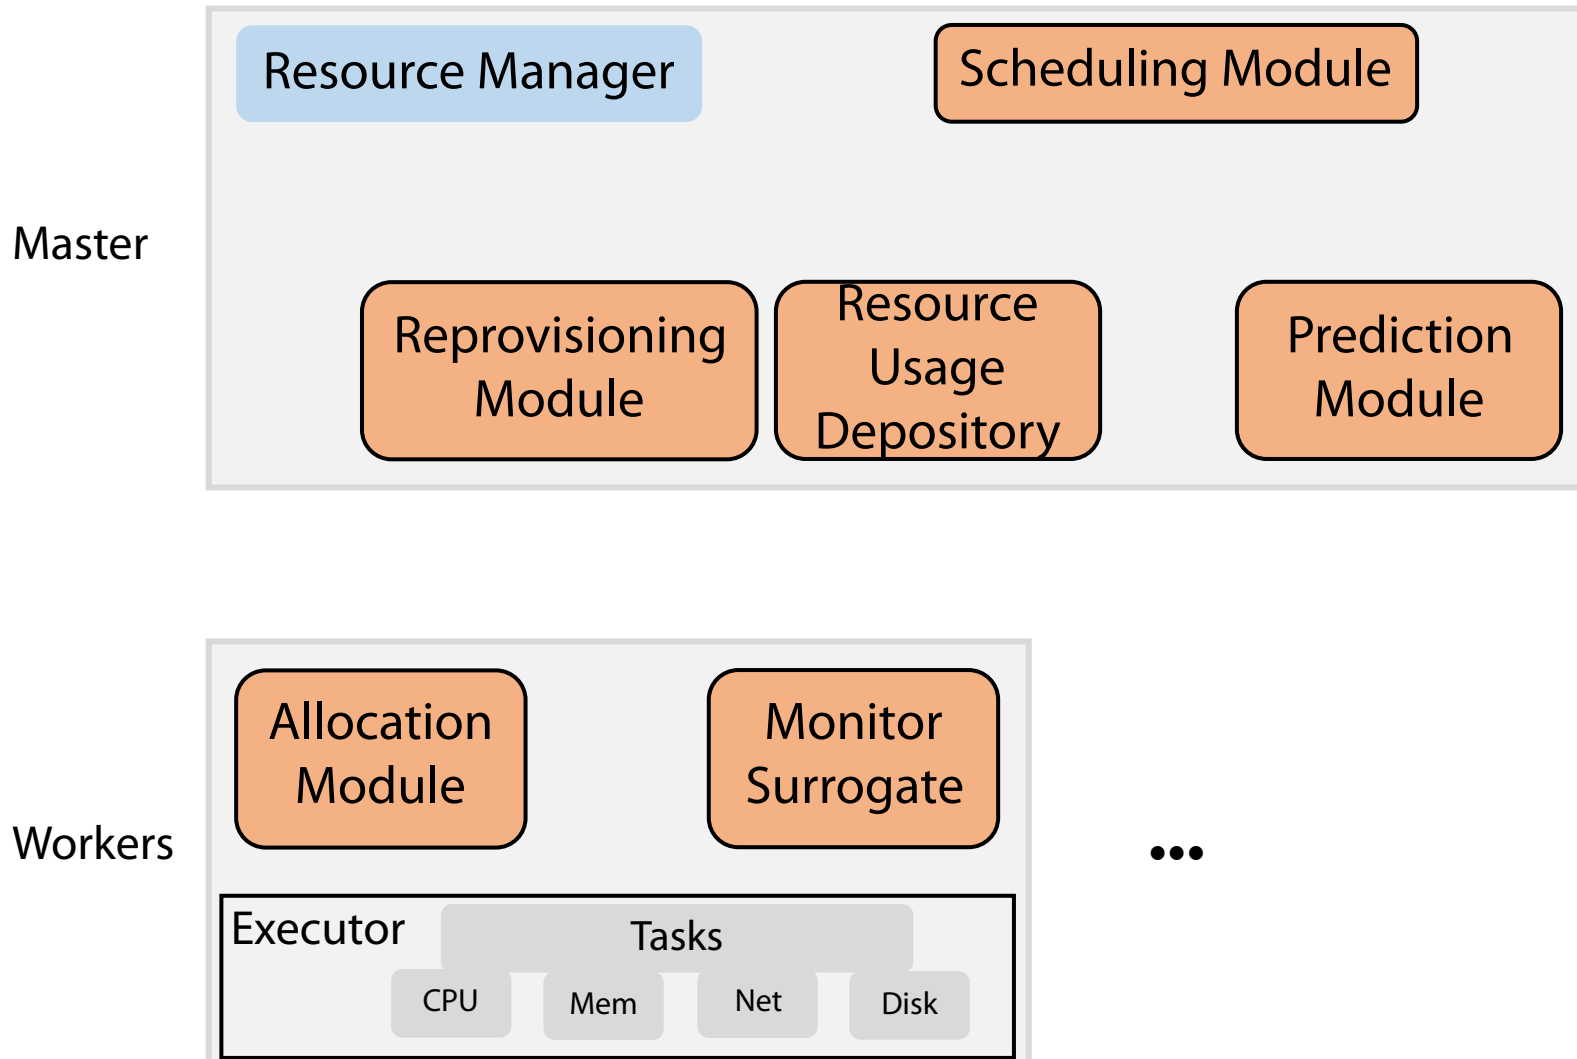 Resource Manager
Scheduling Module
Master
Reprovisioning
Module
Resource
Usage
Depository
Prediction
Module
Allocation
Module
Monitor
Surrogate
Workers
...
Executor
Tasks
CPU
Mem
Net
Disk